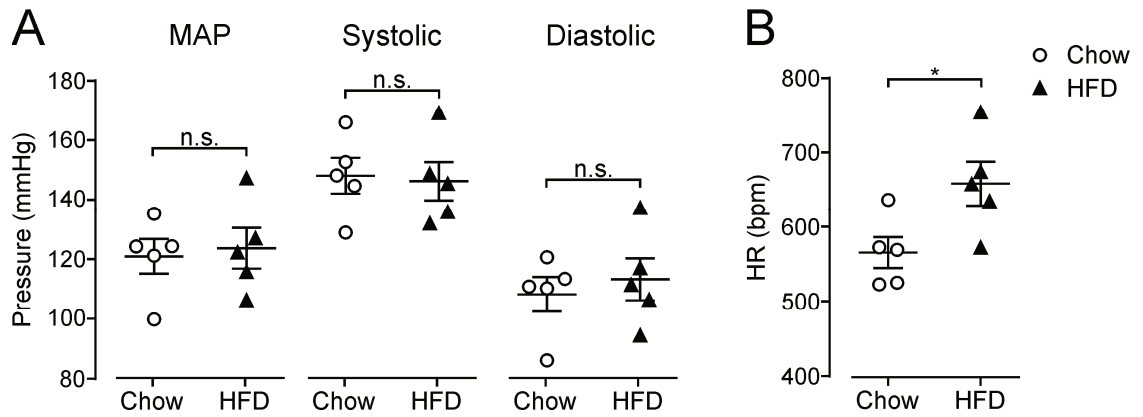 A
MAP
Systolic
Diastolic
Pressure (mmHg)
180
160
140
120
100
80
n.s.
n.s.
n.s.
Chow
HFD
Chow
HFD
Chow
HFD
B
HR (bpm)
800
700
600
500
400
*
Chow
HFD
Chow
HFD